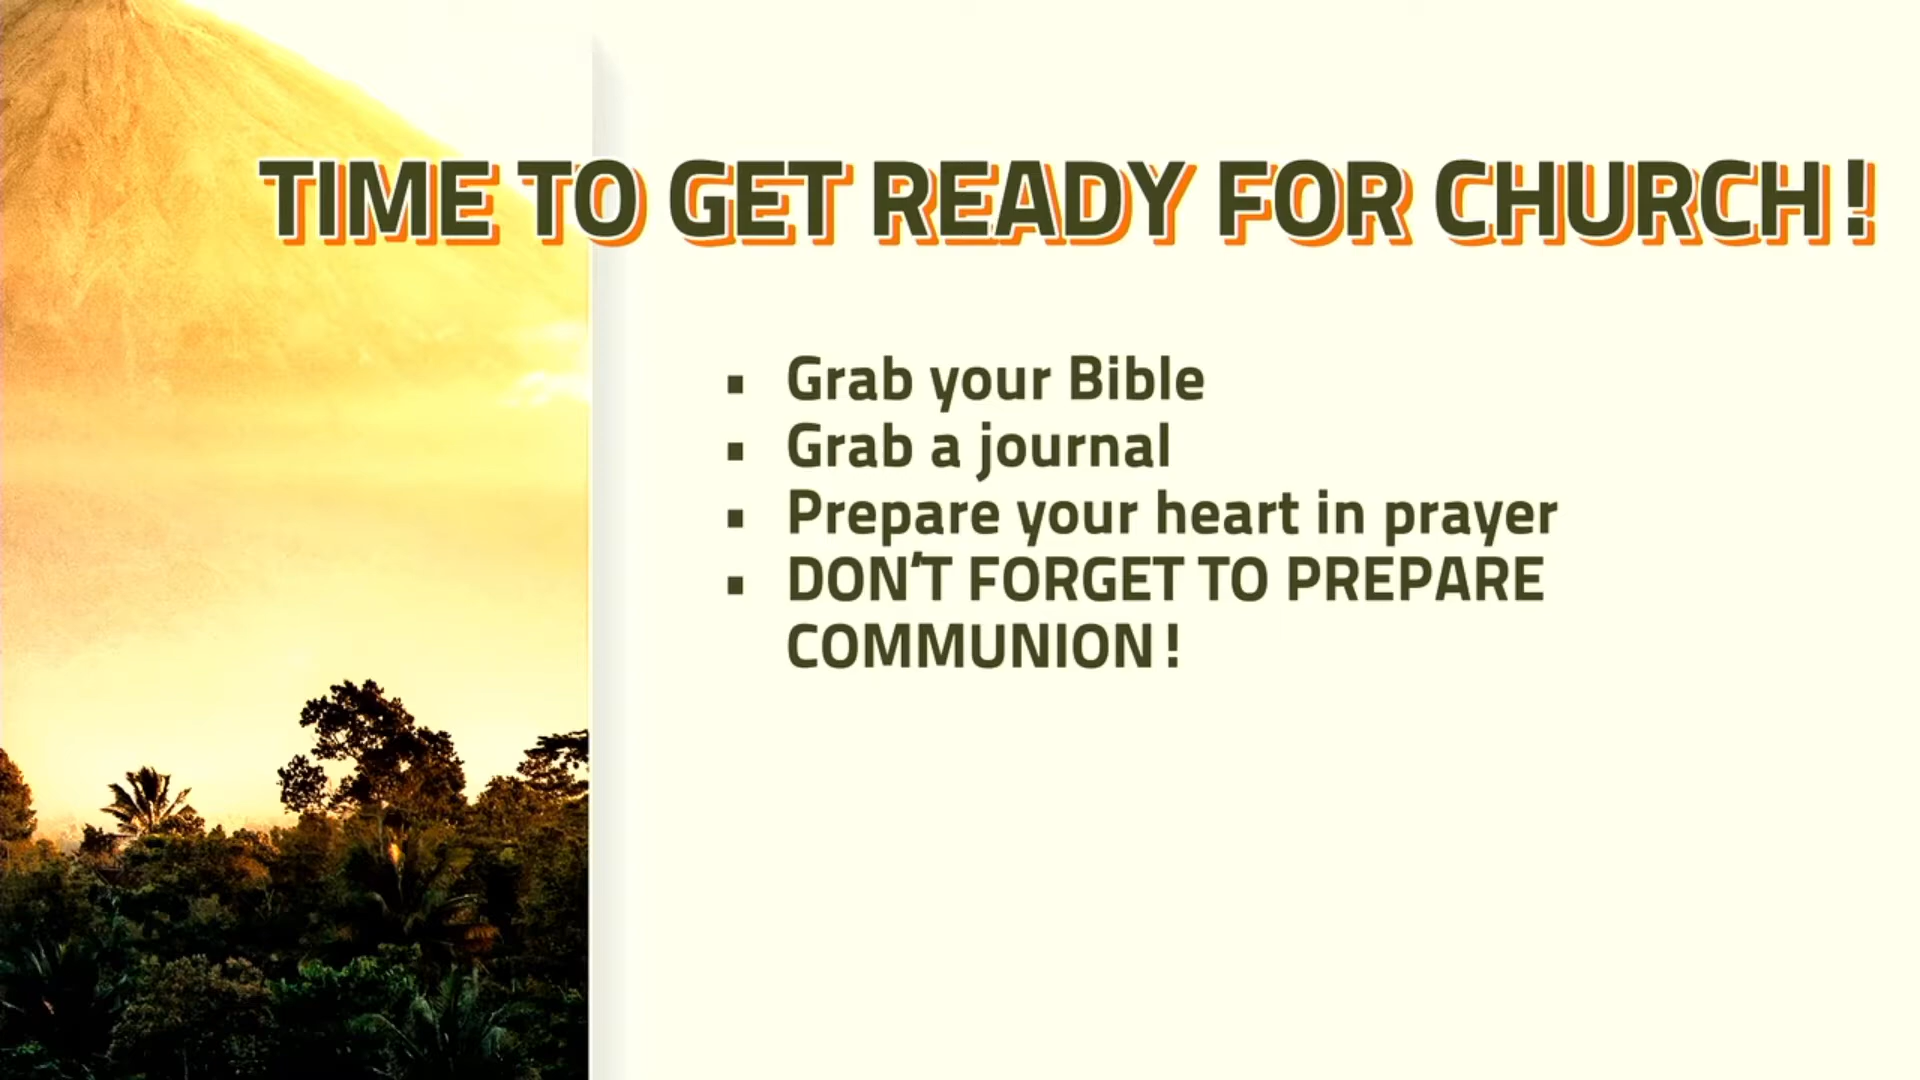 TIME TO GET READY FOR CHURCH!
▪ Grab your Bible
▪ Grab a journal
▪ Prepare your heart in prayer
▪ DON'T FORGET TO PREPARE
COMMUNION!